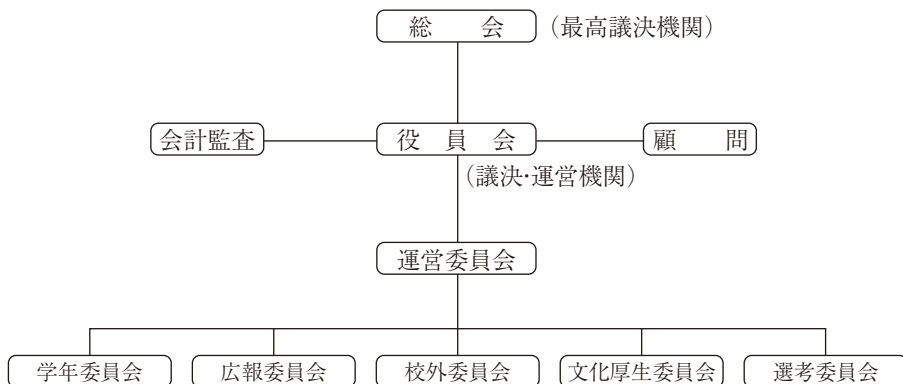 総会 （最高議決機関）
会計監査 役員会 顧問
（議決・運営機関）
運営委員会
学年委員会 広報委員会 校外委員会 文化厚生委員会 選考委員会